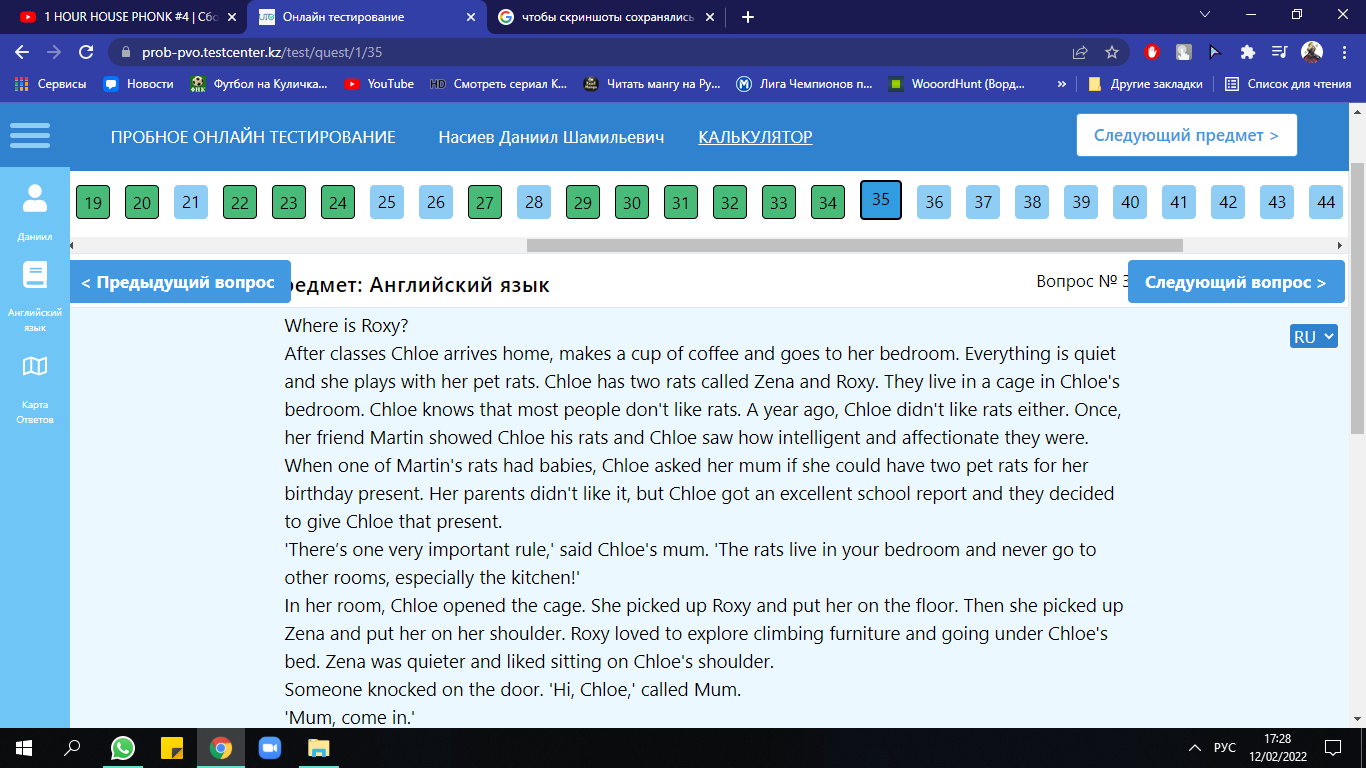 1 HOUR HOUSE PHONK #4 | Сбо
Онлайн тестирование
чтобы скриншоты сохранялись
prob-pvo.testcenter.kz/test/quest/1/35
Сервисы
Новости
Футбол на Куличка...
YouTube
HD Смотреть сериал K...
Читать мангу на Ру...
Лига Чемпионов п...
WooordHunt (Ворд...
»
Другие закладки
Список для чтения
ПРОБНОЕ ОНЛАЙН ТЕСТИРОВАНИЕ
Насиев Даниил Шамильевич
КАЛЬКУЛЯТОР
Следующий предмет >
19 20 21 22 23 24 25 26 27 28 29 30 31 32 33 34 35 36 37 38 39 40 41 42 43 44
Даниил
Английский
язык
Карта
Ответов
< Предыдущий вопрос
редмет: Английский язык
Вопрос № 3
Следующий вопрос >
RU
Where is Roxy?
After classes Chloe arrives home, makes a cup of coffee and goes to her bedroom. Everything is quiet
and she plays with her pet rats. Chloe has two rats called Zena and Roxy. They live in a cage in Chloe's
bedroom. Chloe knows that most people don't like rats. A year ago, Chloe didn't like rats either. Once,
her friend Martin showed Chloe his rats and Chloe saw how intelligent and affectionate they were.
When one of Martin's rats had babies, Chloe asked her mum if she could have two pet rats for her
birthday present. Her parents didn't like it, but Chloe got an excellent school report and they decided
to give Chloe that present.
'There’s one very important rule,' said Chloe's mum. 'The rats live in your bedroom and never go to
other rooms, especially the kitchen!'
In her room, Chloe opened the cage. She picked up Roxy and put her on the floor. Then she picked up
Zena and put her on her shoulder. Roxy loved to explore climbing furniture and going under Chloe's
bed. Zena was quieter and liked sitting on Chloe's shoulder.
Someone knocked on the door. 'Hi, Chloe,' called Mum.
'Mum, come in.'
РУС
17:28
12/02/2022